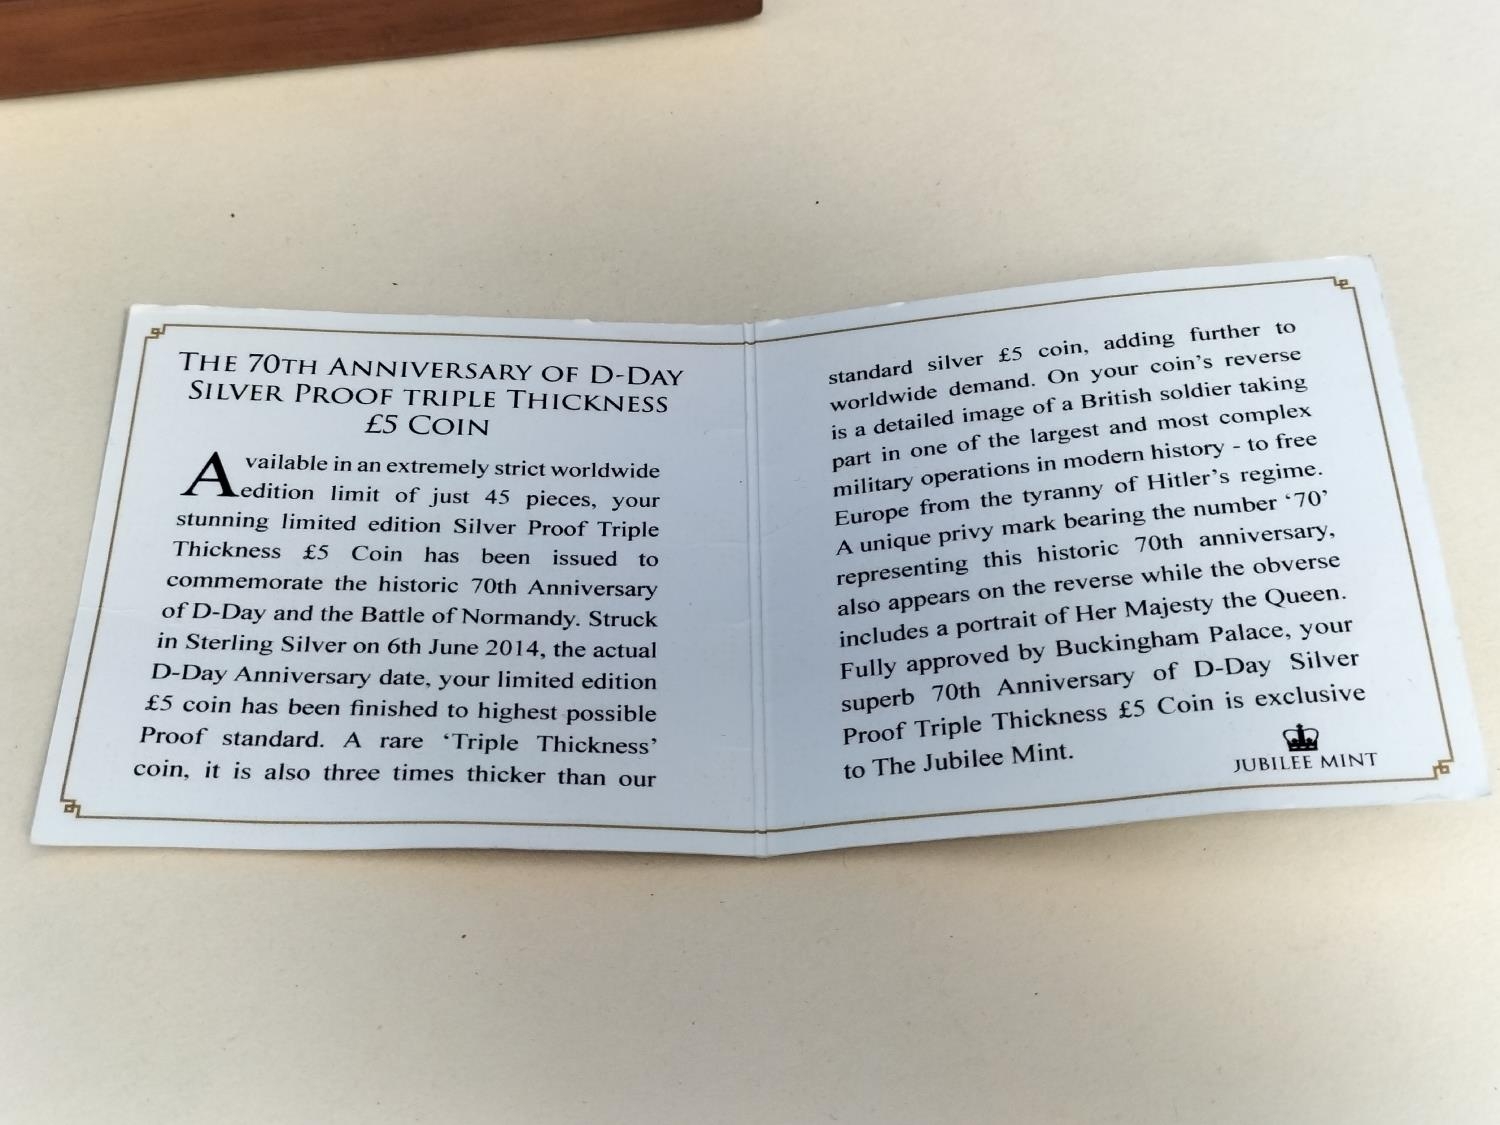 THE 70TH ANNIVERSARY OF D-DAY
SILVER PROOF TRIPLE THICKNESS
£5 COIN
Available in an extremely strict worldwide
edition limit of just 45 pieces, your
stunning limited edition Silver Proof Triple
Thickness £5 Coin has been issued to
commemorate the historic 70th Anniversary
of D-Day and the Battle of Normandy. Struck
in Sterling Silver on 6th June 2014, the actual
D-Day Anniversary date, your limited edition
£5 coin has been finished to highest possible
Proof standard. A rare ‘Triple Thickness’
coin, it is also three times thicker than our
standard silver £5 coin, adding further to
worldwide demand. On your coin’s reverse
is a detailed image of a British soldier taking
part in one of the largest and most complex
military operations in modern history - to free
Europe from the tyranny of Hitler’s regime.
A unique privy mark bearing the number ‘70’
representing this historic 70th anniversary,
also appears on the reverse while the obverse
includes a portrait of Her Majesty the Queen.
Fully approved by Buckingham Palace, your
superb 70th Anniversary of D-Day Silver
Proof Triple Thickness £5 Coin is exclusive
to The Jubilee Mint.
JUBILEE MINT